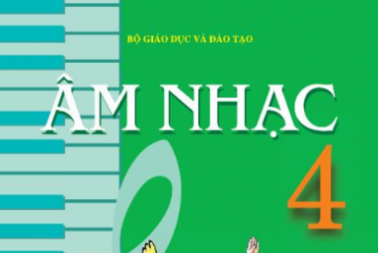 BỘ GIÁO DỤC VÀ ĐÀO TẠO
ÂM NHẠC
4